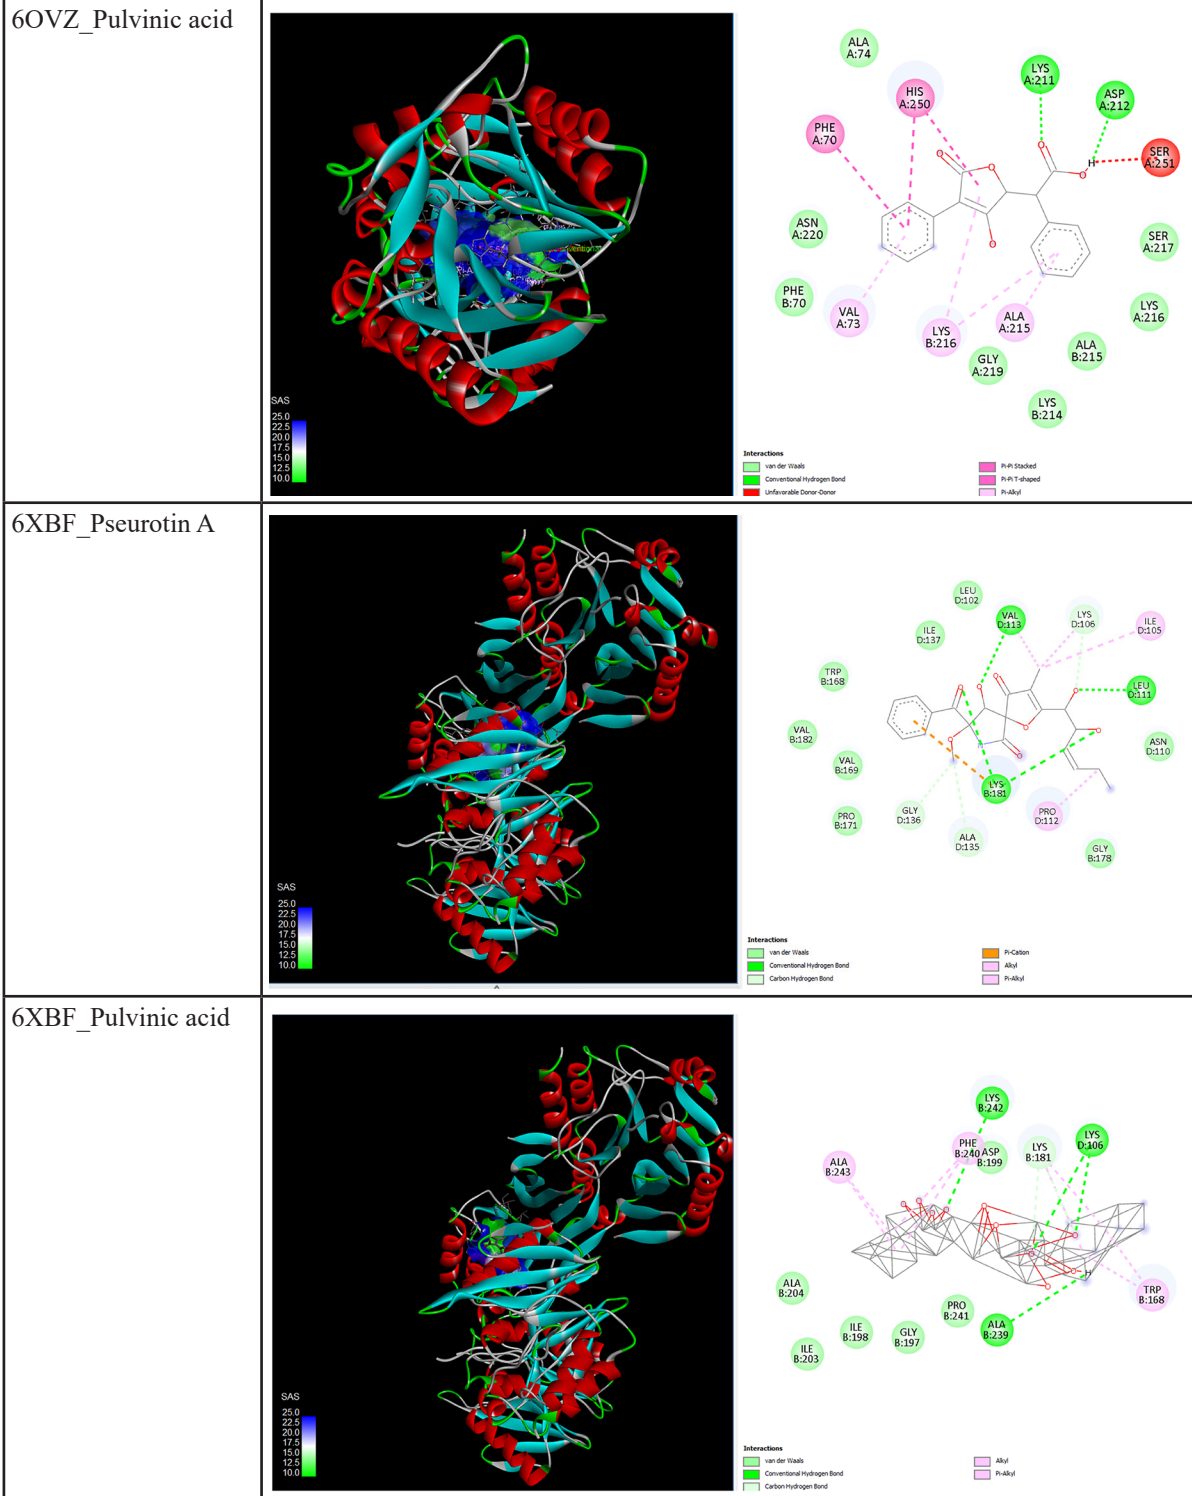 6OVZ_Pulvinic acid
SAS
25.0
22.5
20.0
17.5
15.0
12.5
10.0
ALA
A:74
LYS
A:211
HIS
A:250
ASP
A:212
PHE
A:70
SER
A:251
ASN
A:220
SER
A:217
PHE
B:70
VAL
A:73
LYS
B:216
ALA
A:215
LYS
A:216
GLY
A:219
ALA
B:215
LYS
B:214
O
O
O
O
O
H
Interactions
van der Waals
Conventional Hydrogen Bond
Unfavorable Donor-Donor
Pi-Pi Stacked
Pi-Pi T-shaped
Pi-Alkyl
6XBF_Pseurotin A
SAS
25.0
22.5
20.0
17.5
15.0
12.5
10.0
LEU
D:102
VAL
D:113
LYS
D:106
ILE
D:105
ILE
D:137
TRP
B:168
LEU
D:111
VAL
B:182
ASN
D:110
VAL
B:169
LYS
B:181
PRO
B:171
GLY
D:136
PRO
D:112
ALA
D:135
GLY
B:178
Interactions
van der Waals
Conventional Hydrogen Bond
Carbon Hydrogen Bond
Pi-Cation
Alkyl
Pi-Alkyl
6XBF_Pulvinic acid
SAS
25.0
22.5
20.0
17.5
15.0
12.5
10.0
LYS
B:242
PHE
B:240
ASP
B:199
LYS
B:181
LYS
D:106
ALA
B:243
ALA
B:204
TRP
B:168
PRO
B:241
ILE
B:198
GLY
B:197
ALA
B:239
ILE
B:203
H
Interactions
van der Waals
Conventional Hydrogen Bond
Carbon Hydrogen Bond
Alkyl
Pi-Alkyl